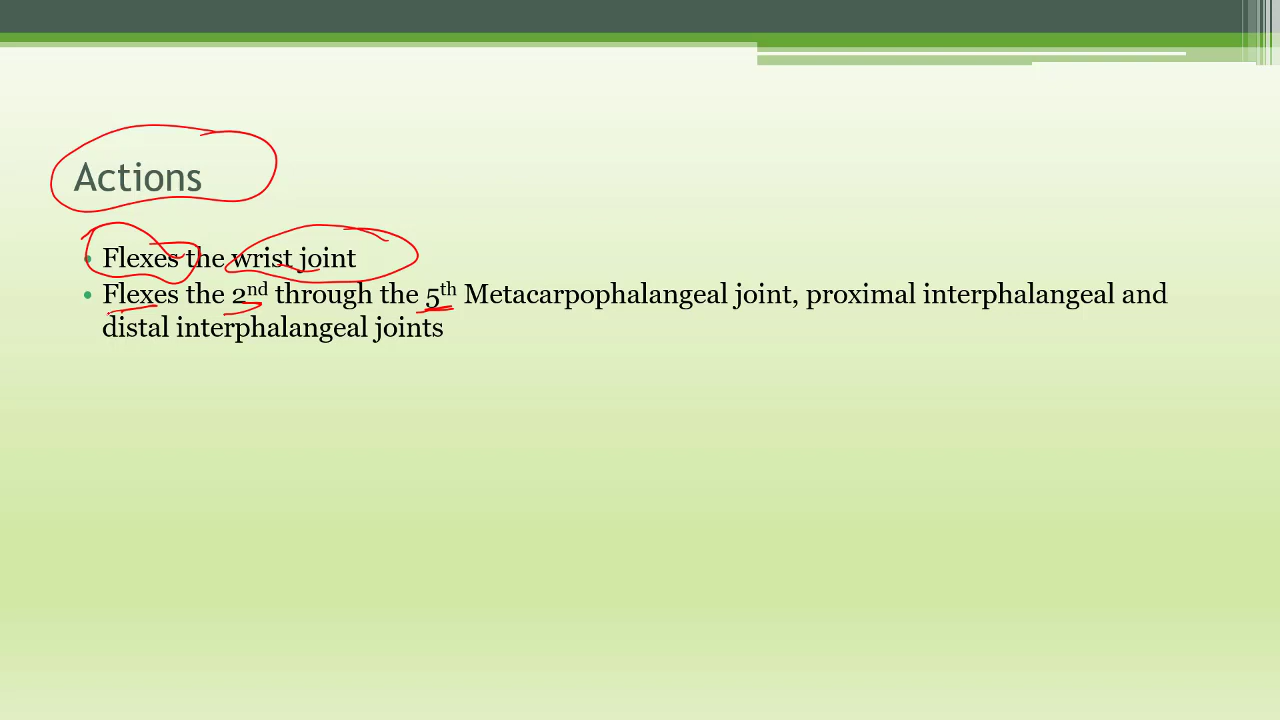 Actions
• Flexes the wrist joint
• Flexes the 2nd through the 5th Metacarpophalangeal joint, proximal interphalangeal and
distal interphalangeal joints